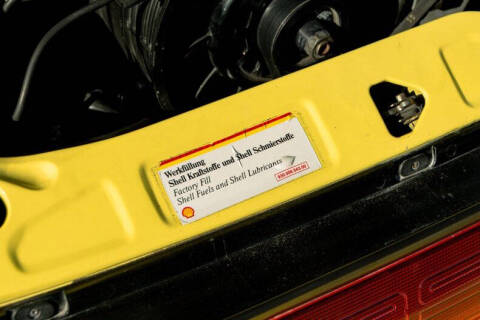 Werkfüllung
Shell Kraftstoffe und Shell Schmierstoffe
Factory Fill
Shell Fuels and Shell Lubricants